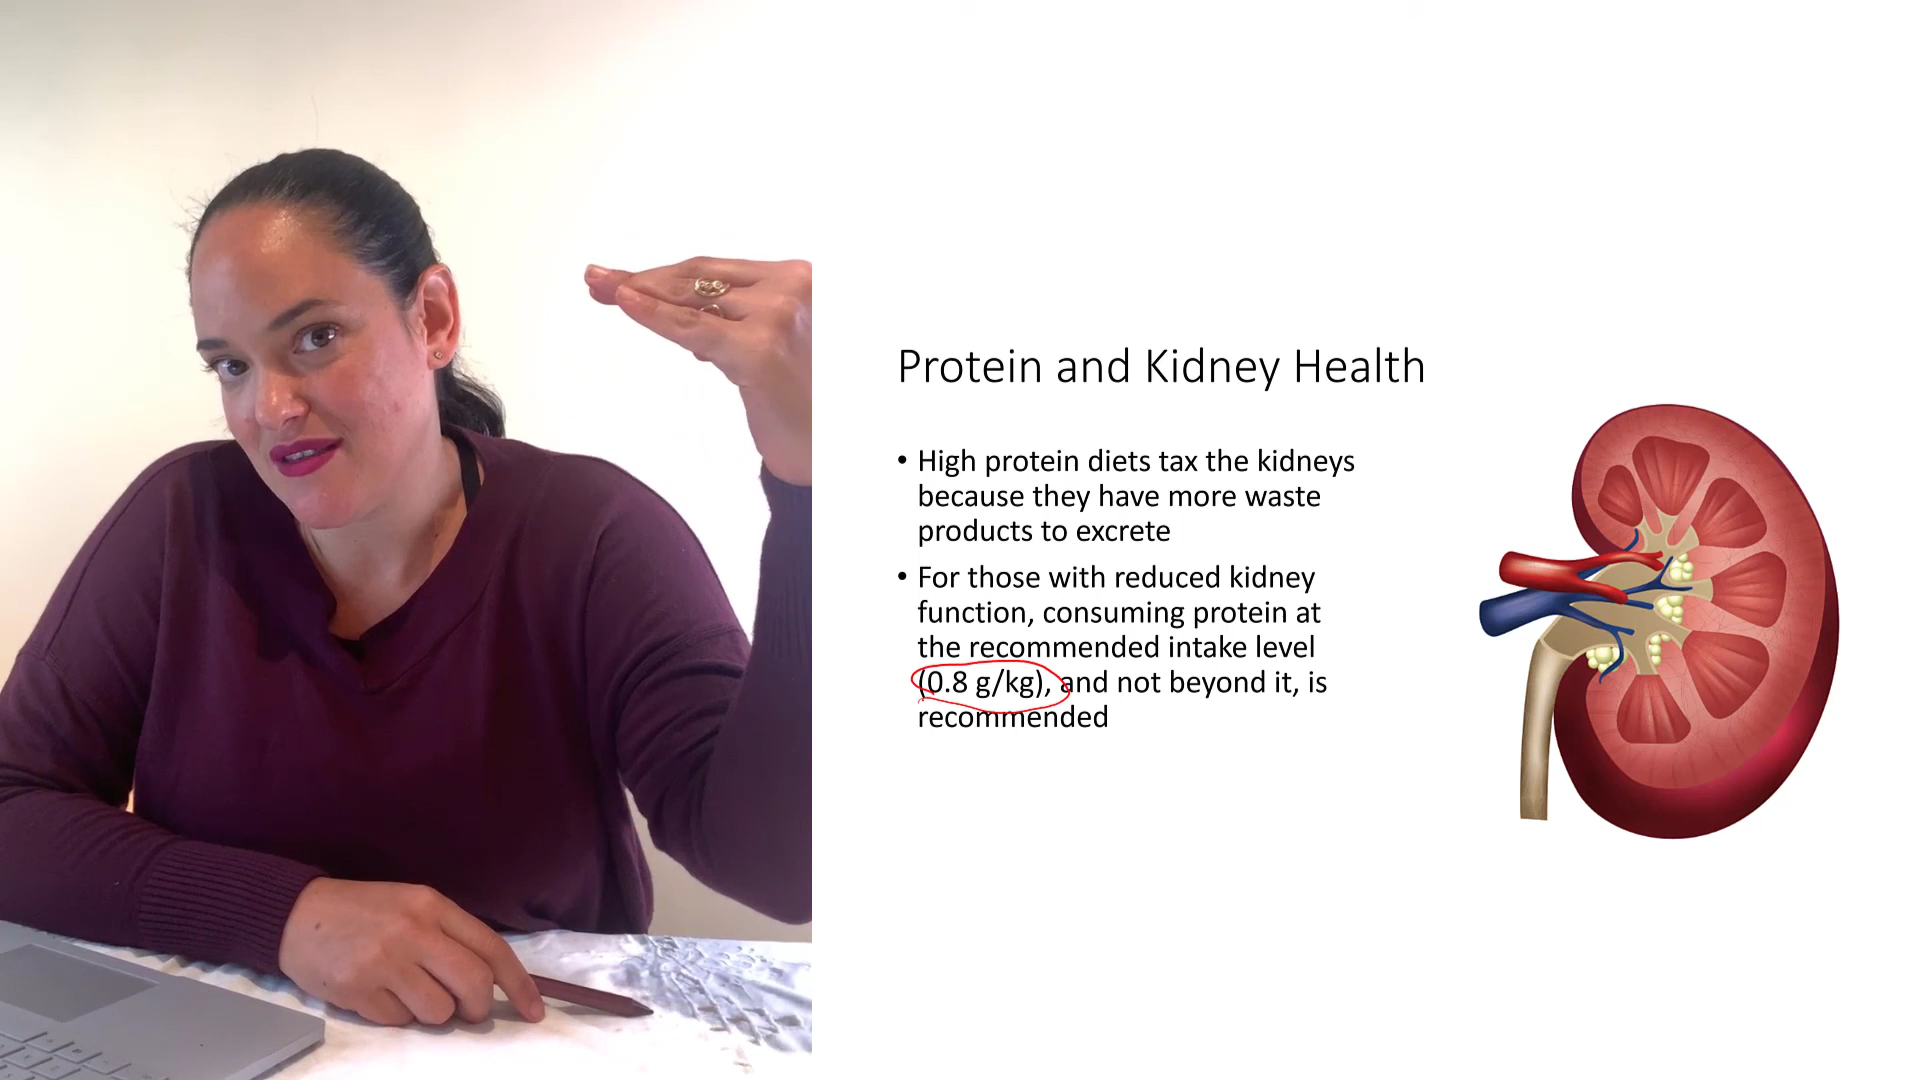 Protein and Kidney Health
• High protein diets tax the kidneys
because they have more waste
products to excrete
• For those with reduced kidney
function, consuming protein at
the recommended intake level
(0.8 g/kg), and not beyond it, is
recommended